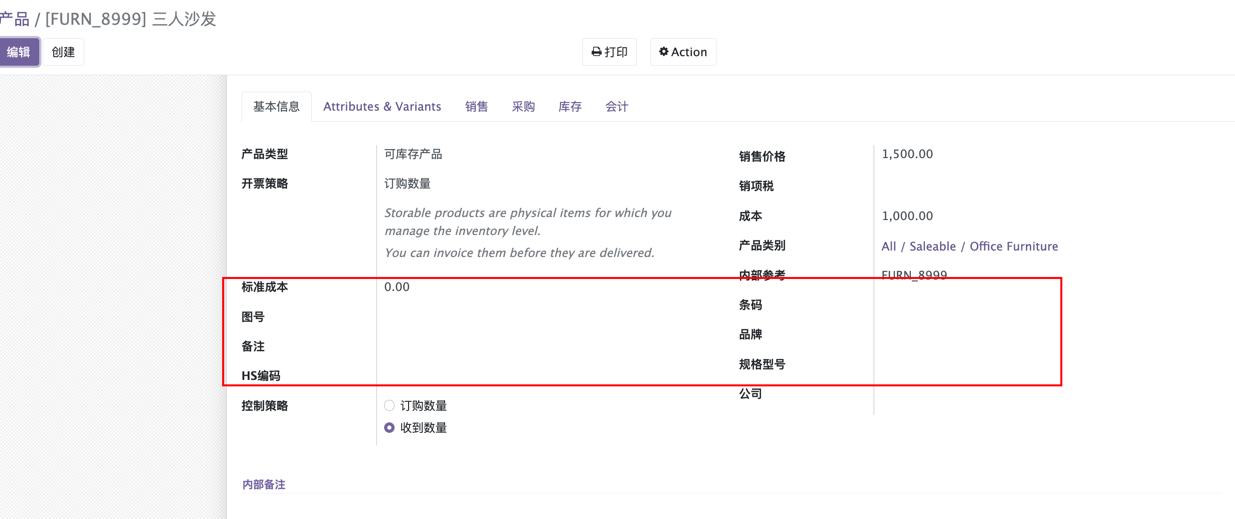 产品 / [FURN_8999] 三人沙发
编辑 创建 打印 Action
基本信息 Attributes & Variants 销售 采购 库存 会计
产品类型 可库存产品
开票策略 订购数量
Storable products are physical items for which you
manage the inventory level.
You can invoice them before they are delivered.
标准成本 0.00
图号
备注
HS编码
控制策略 订购数量
收到数量
销售价格 1,500.00
销项税
成本 1,000.00
产品类别 All / Saleable / Office Furniture
内部参考 FURN_8999
条码
品牌
规格型号
公司
内部备注